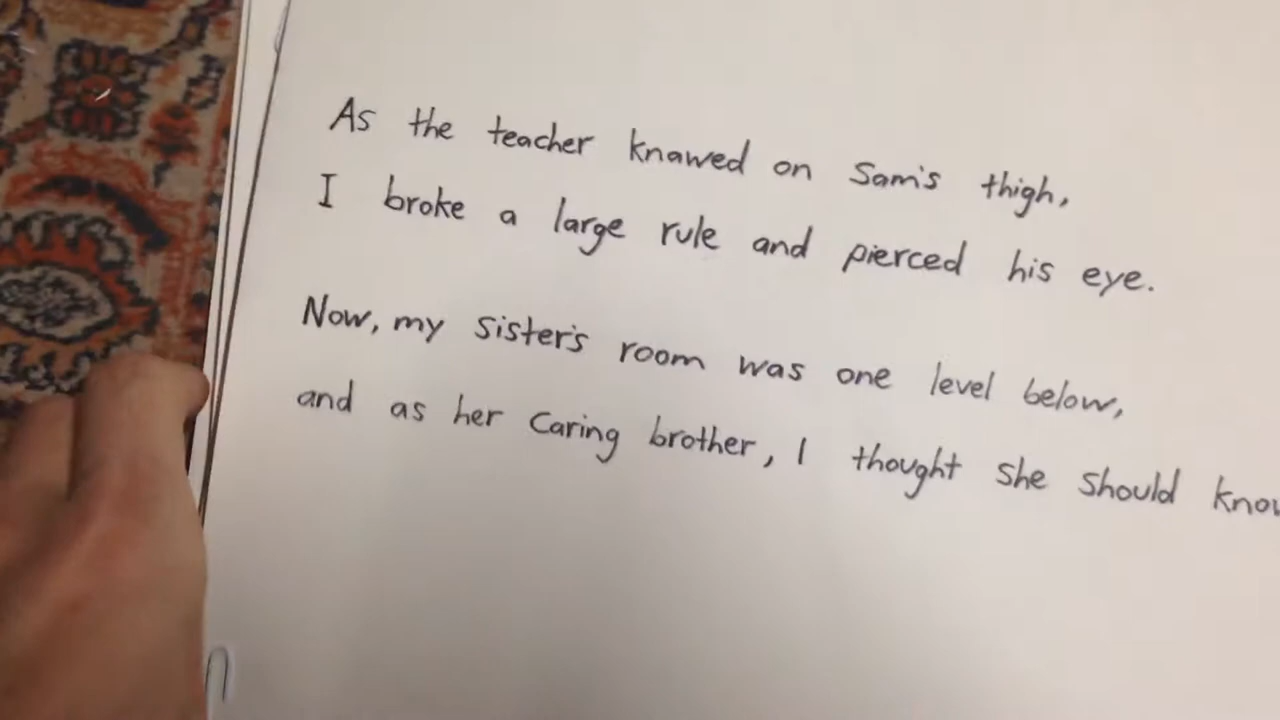 As the teacher knawed on Sam's thigh,
I broke a large rule and pierced his eye.
Now, my sister's room was one level below,
and as her caring brother, I thought she should know